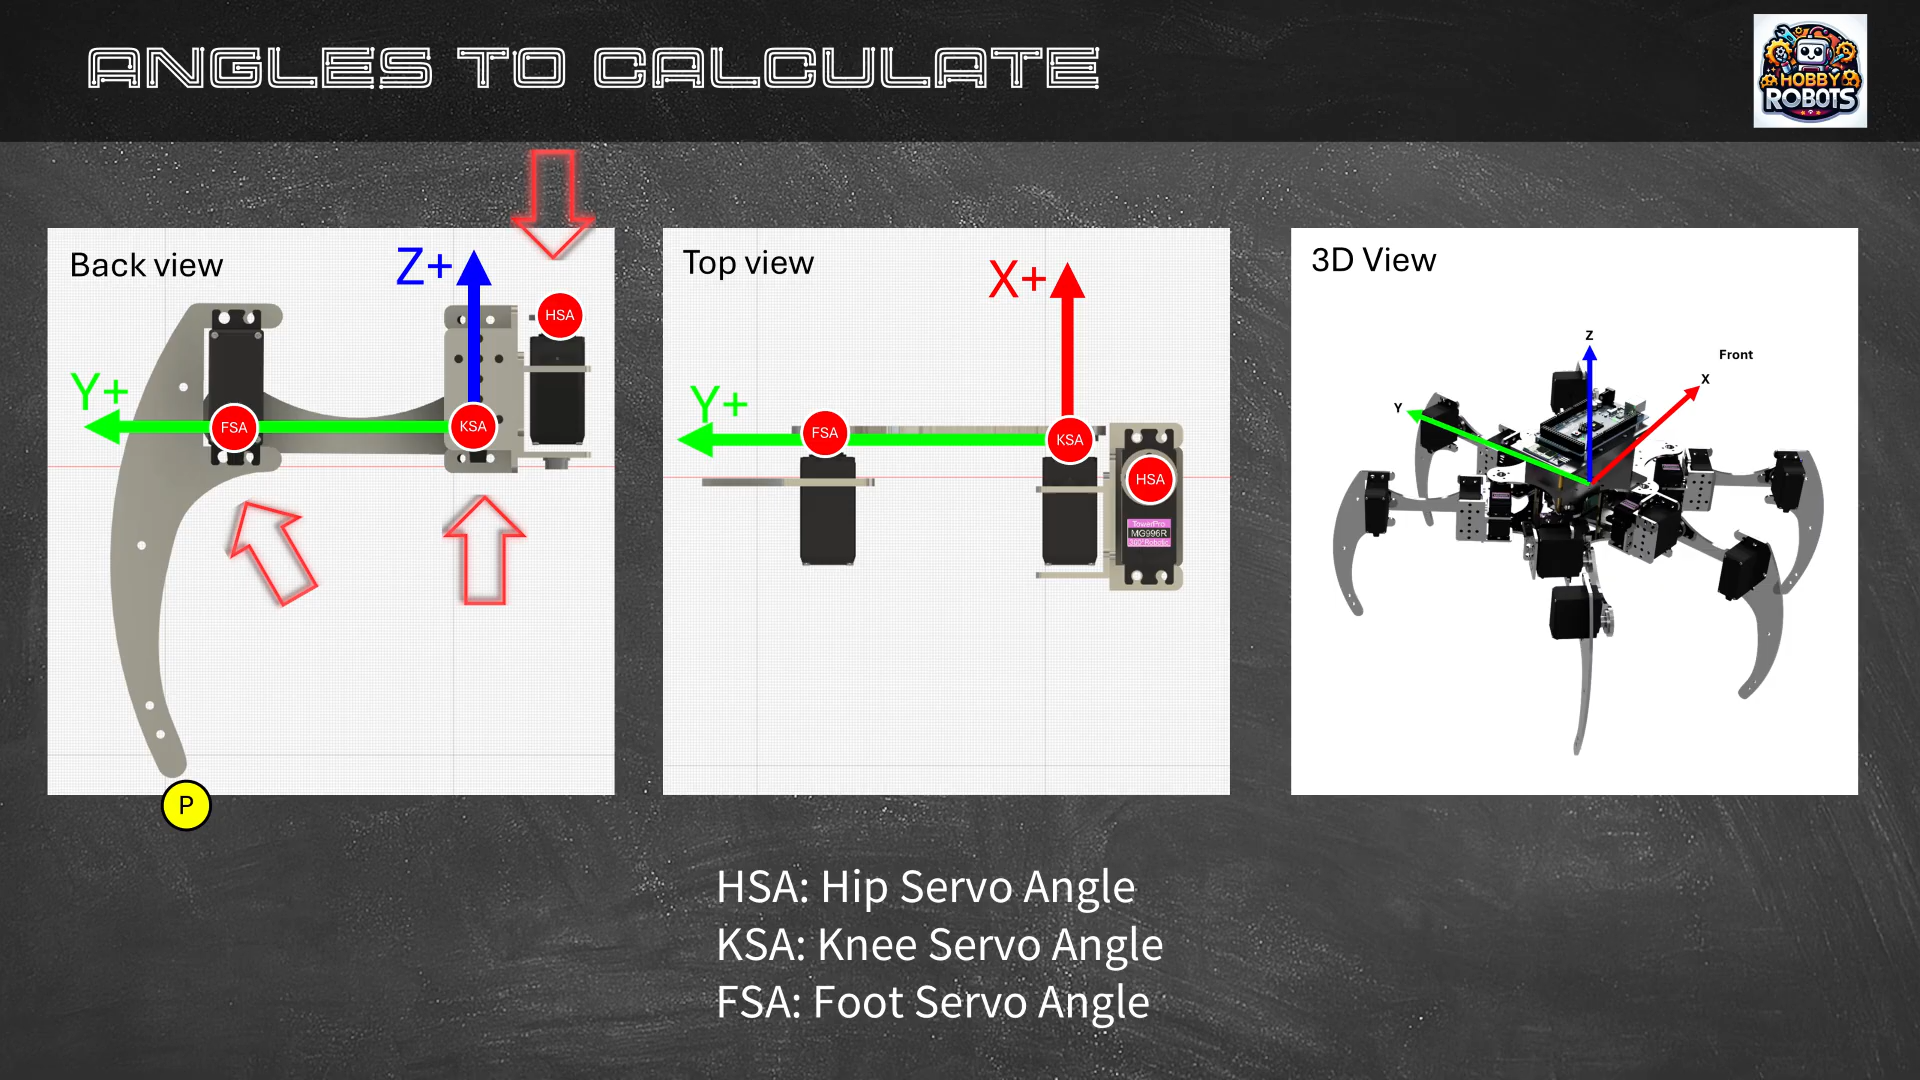 ANGLES TO CALCULATE
HOBBY
ROBOTS
Back view
Z+
HSA
Y+
FSA
KSA
P
Top view
X+
Y+
FSA
KSA
HSA
TowerPro
MG996R
3D View
Z
Front
X
Y
HSA: Hip Servo Angle
KSA: Knee Servo Angle
FSA: Foot Servo Angle